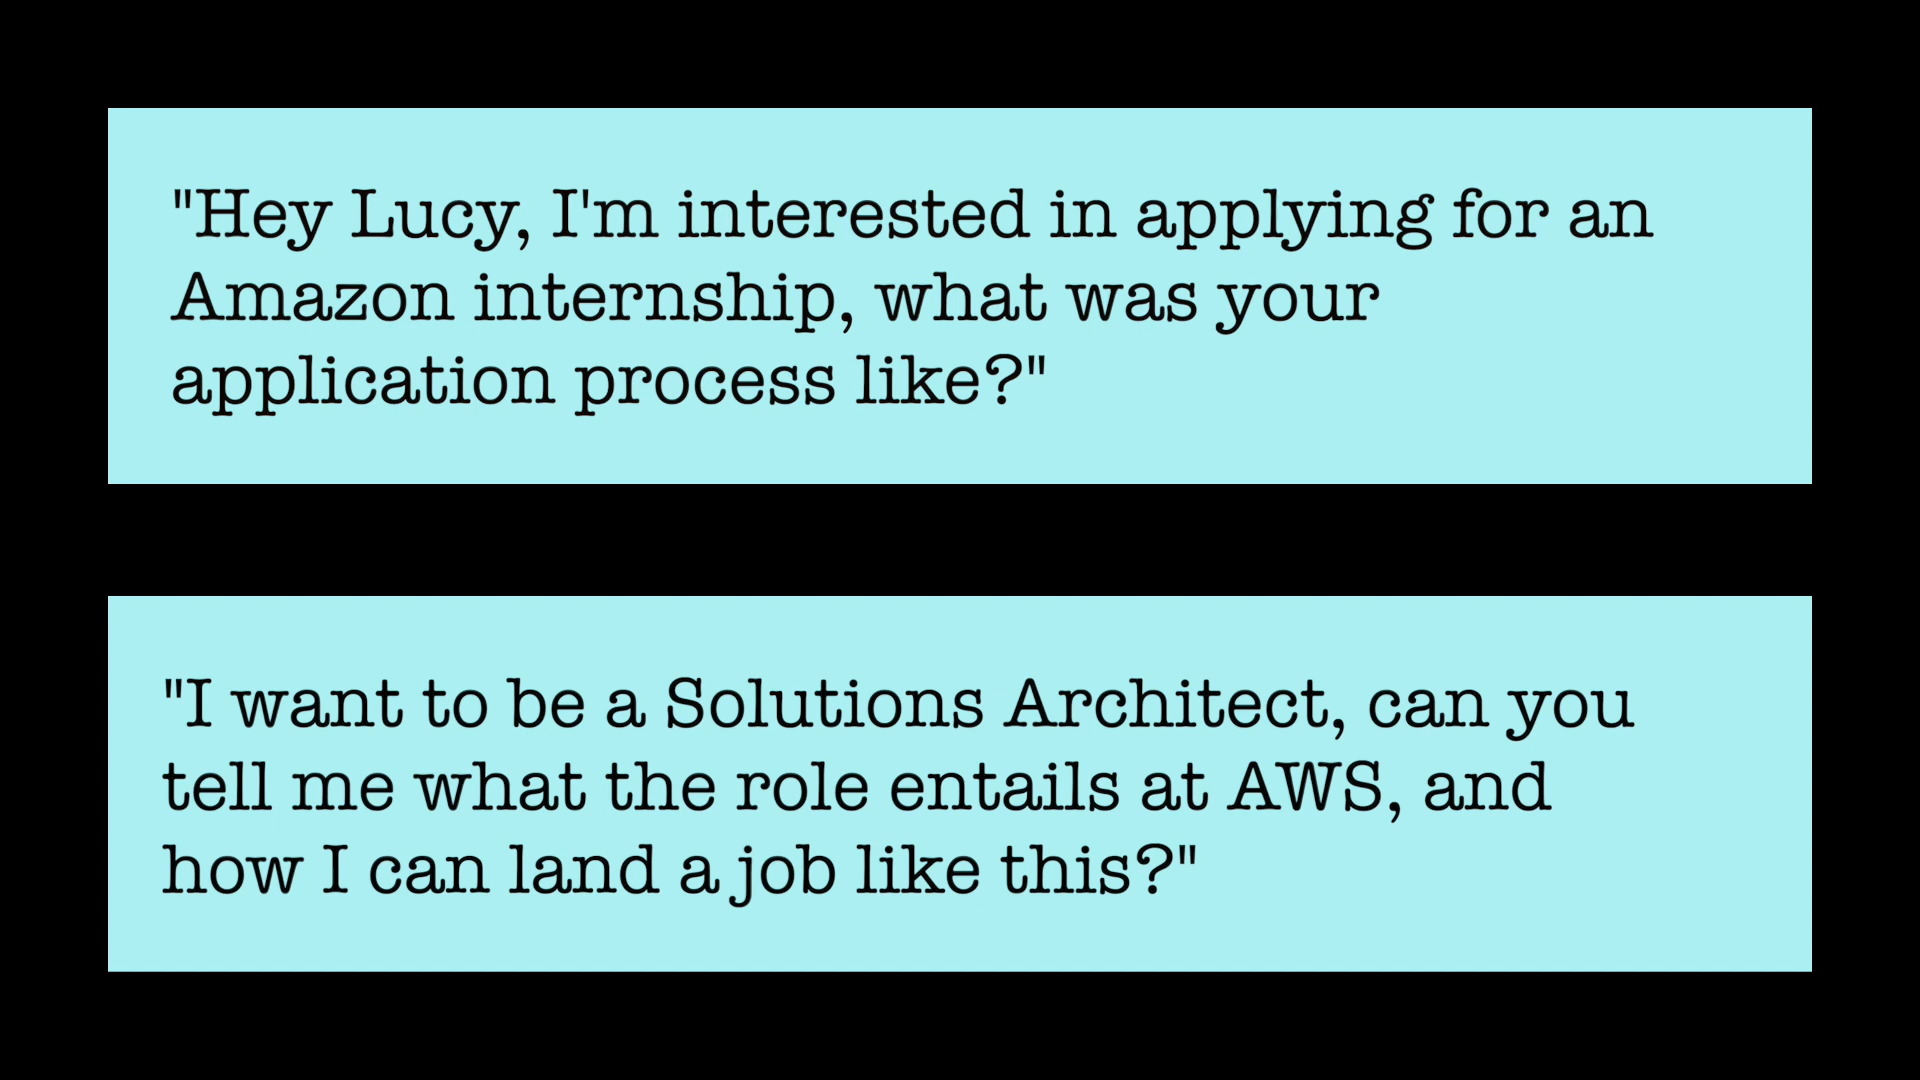 "Hey Lucy, I'm interested in applying for an
Amazon internship, what was your
application process like?"
"I want to be a Solutions Architect, can you
tell me what the role entails at AWS, and
how I can land a job like this?"